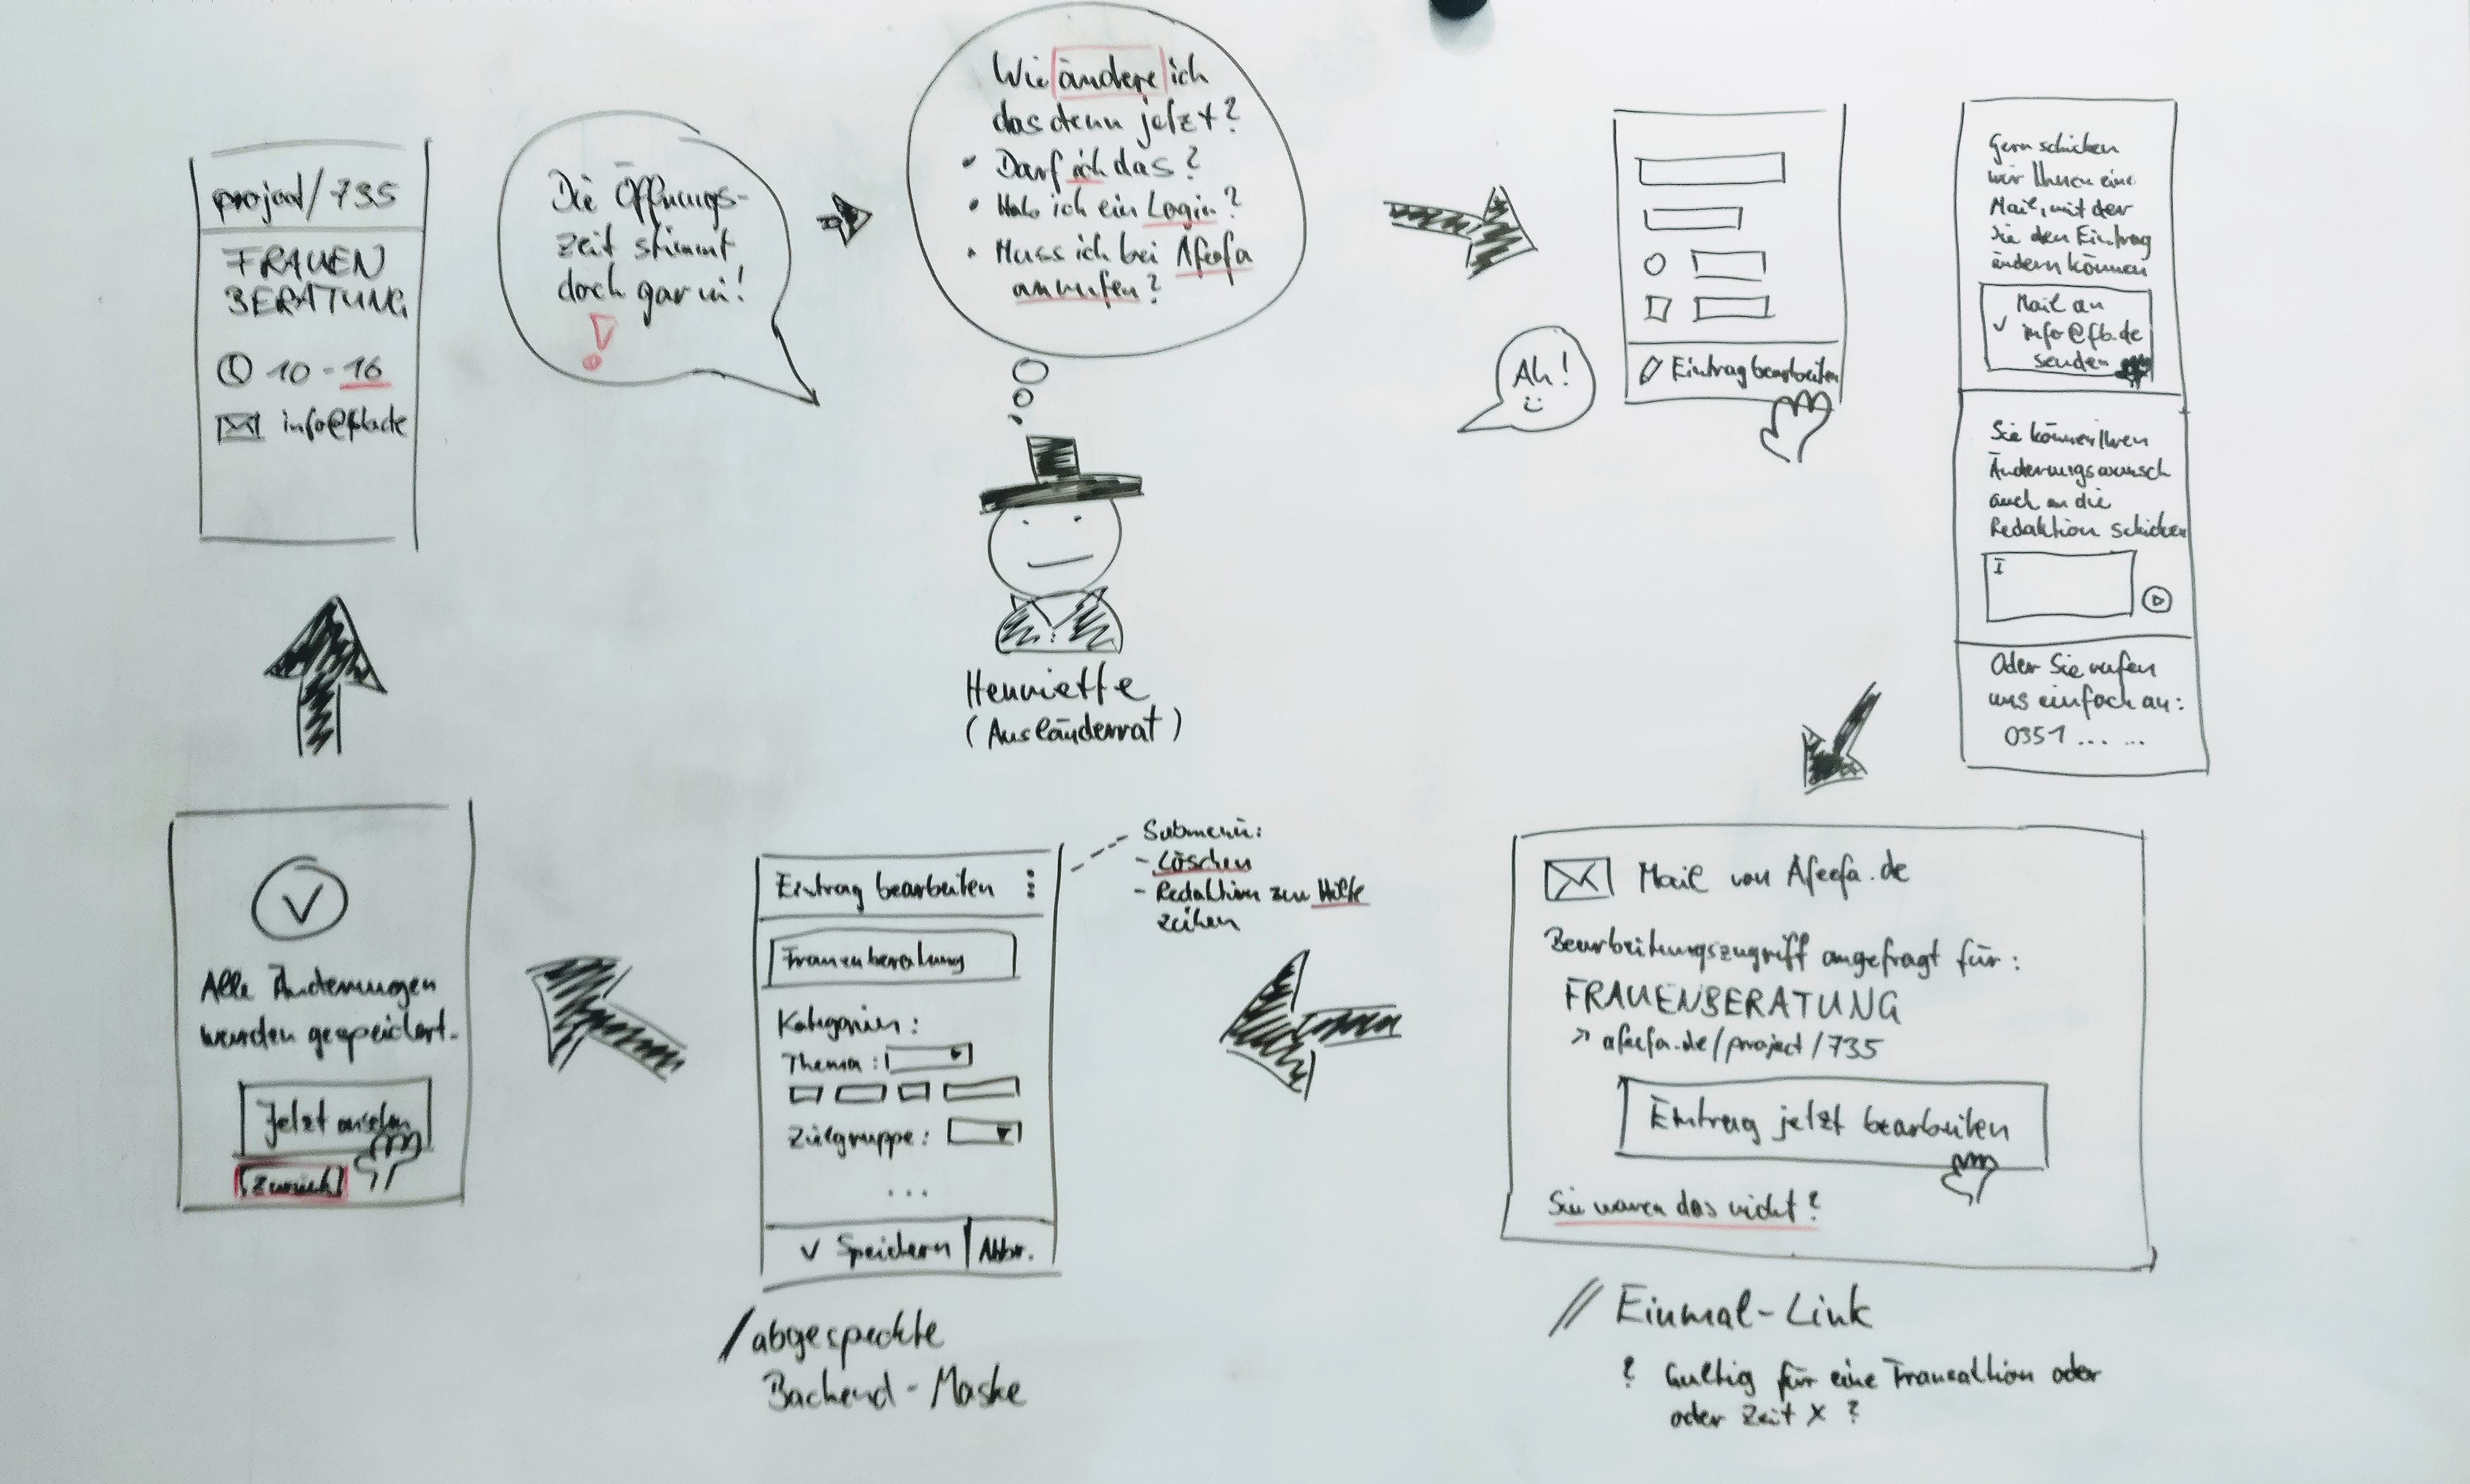 project/735
FRAUEN
BERATUNG
10 - 16
info@fb.de
Die Öffnungs-
zeit stimmt
doch gar ni!
!
Wie ändere ich
das denn jetzt?
• Darf ich das?
• Hab ich ein Login?
• Muss ich bei Afeefa
anrufen?
Henriette
(Ausländerrat)
Ah!
Eintrag bearbeiten
Gern schicken
wir Ihnen eine
Mail, mit der
Sie den Eintrag
ändern können
Mail an
✓ info@fb.de
senden
Sie können Ihren
Änderungswunsch
auch an die
Redaktion schicken
I
Oder Sie rufen
uns einfach an:
0351 ... ...
Mail von Afeefa.de
Bearbeitungszugriff angefragt für:
FRAUENBERATUNG
> afeefa.de/project/735
Eintrag jetzt bearbeiten
Sie waren das nicht?
// Einmal-Link
? Gültig für eine Transaktion oder
oder Zeit X ?
Submenü:
- Löschen
- Redaktion zur Hilfe
ziehen
Eintrag bearbeiten
Frauenberatung
Kategorien:
Thema:
Zielgruppe:
...
✓ Speichern | Abbr.
/ abgespeckte
Backend-Maske
✓
Alle Änderungen
wurden gespeichert.
Jetzt
Zurück